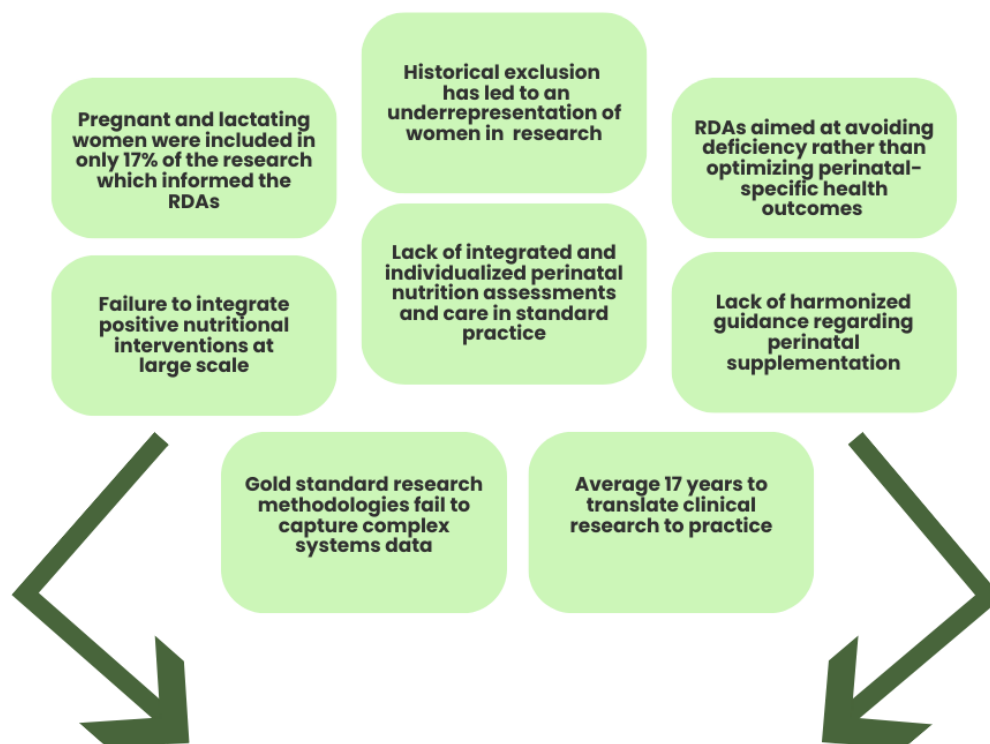 Historical exclusion
has led to an
underrepresentation of
women in research
Pregnant and lactating
women were included in
only 17% of the research
which informed the
RDAs
RDAs aimed at avoiding
deficiency rather than
optimizing perinatal-
specific health
outcomes
Lack of integrated and
individualized perinatal
nutrition assessments
and care in standard
practice
Failure to integrate
positive nutritional
interventions at
large scale
Lack of harmonized
guidance regarding
perinatal
supplementation
Gold standard research
methodologies fail to
capture complex
systems data
Average 17 years to
translate clinical
research to practice